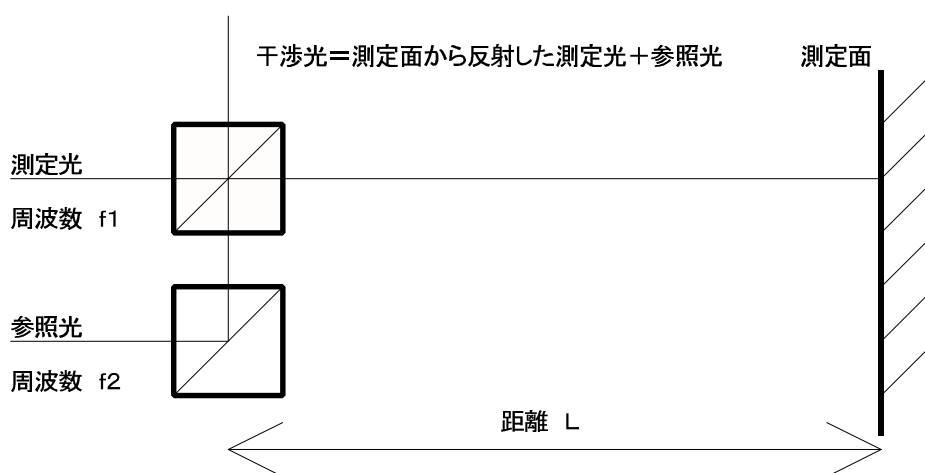 干渉光＝測定面から反射した測定光＋参照光
測定面
測定光
周波数 f1
参照光
周波数 f2
距離 L